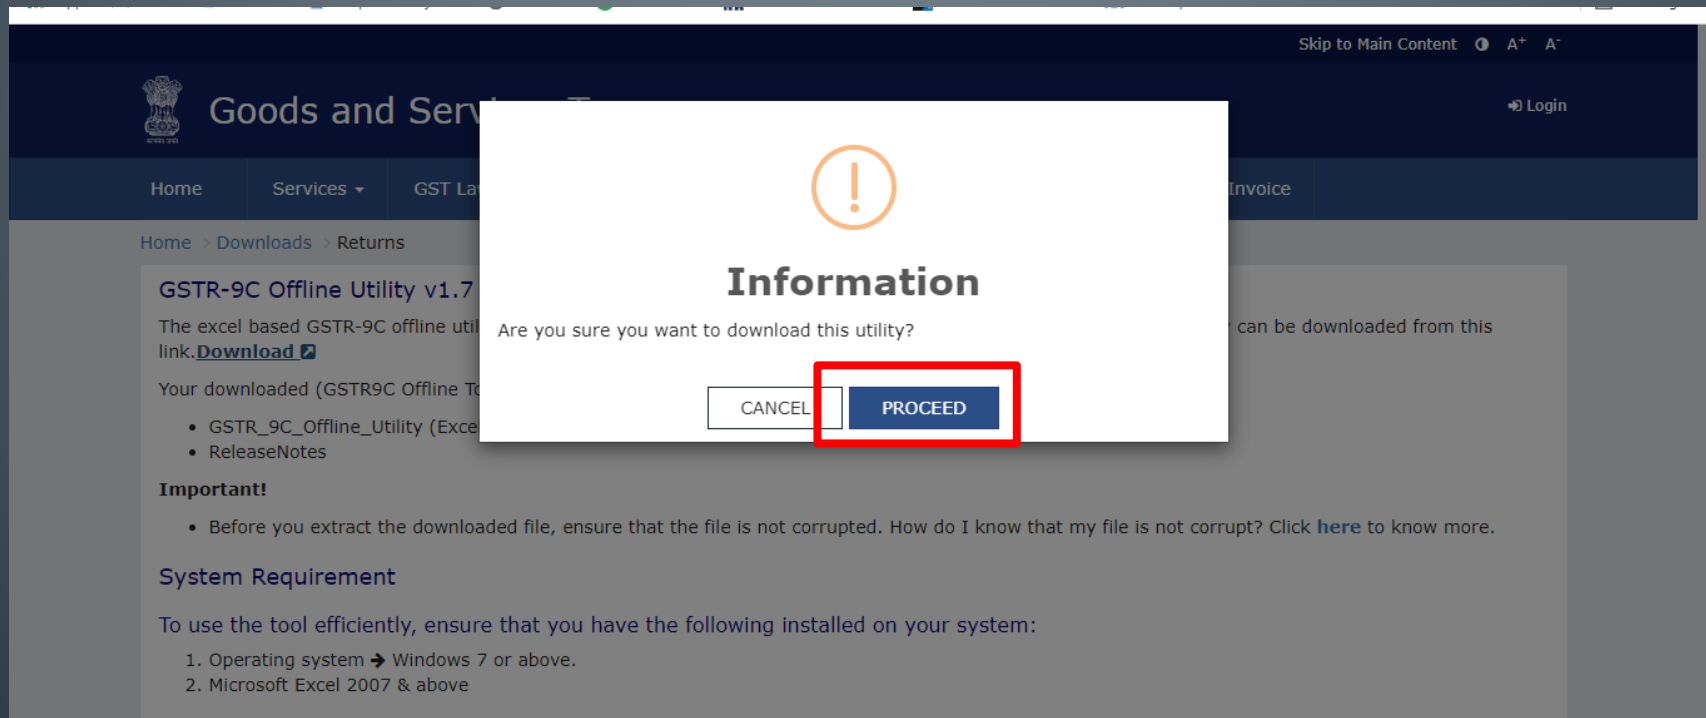 Skip to Main Content A+ A-
Goods and Serv
Login
Home Services GST La Invoice
Home > Downloads > Returns
Information
Are you sure you want to download this utility?
CANCEL PROCEED
GSTR-9C Offline Utility v1.7
The excel based GSTR-9C offline util can be downloaded from this
link.Download
Your downloaded (GSTR9C Offline To
• GSTR_9C_Offline_Utility (Exce
• ReleaseNotes
Important!
• Before you extract the downloaded file, ensure that the file is not corrupted. How do I know that my file is not corrupt? Click here to know more.
System Requirement
To use the tool efficiently, ensure that you have the following installed on your system:
1. Operating system ➔ Windows 7 or above.
2. Microsoft Excel 2007 & above